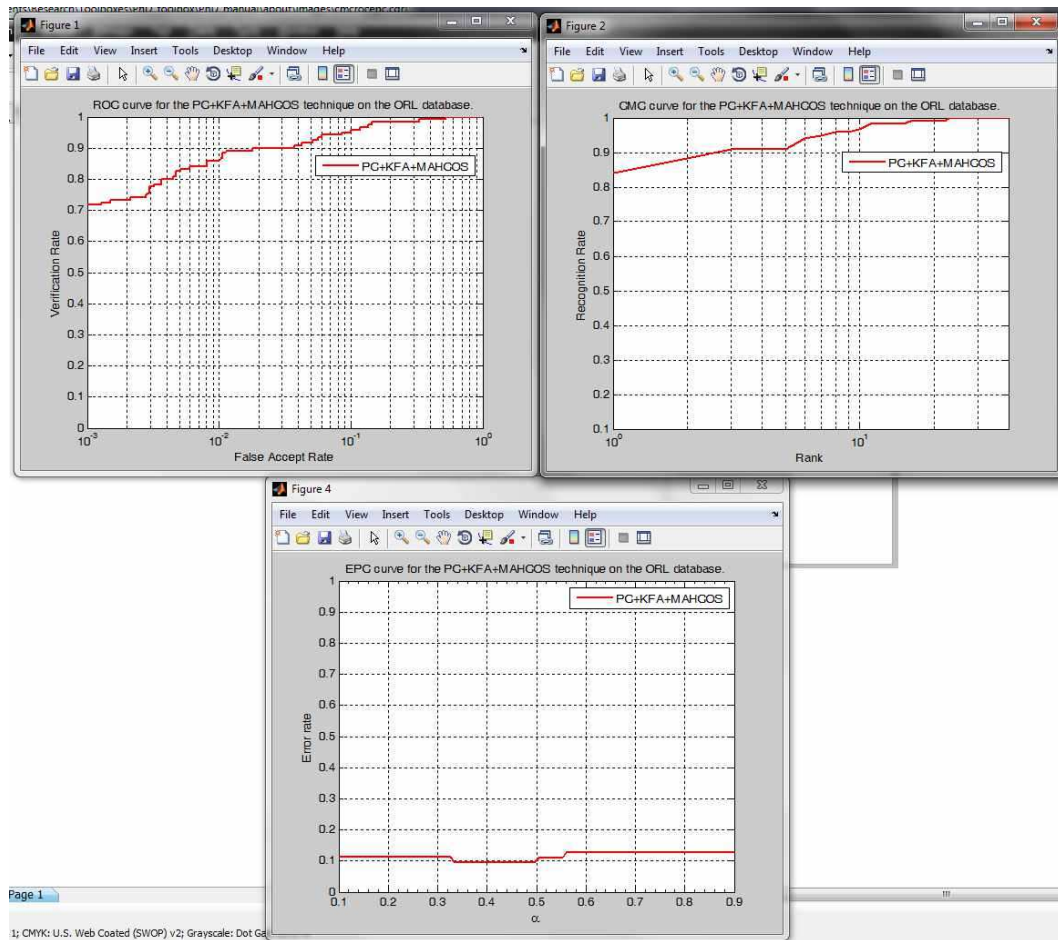 ents\Research\Toolboxes\PhD_toolbox\PhD_manual\about\images\cmcrocepc.cdr
Figure 1
File Edit View Insert Tools Desktop Window Help
ROC curve for the PC+KFA+MAHCOS technique on the ORL database.
1
0.9
0.8
0.7
0.6
0.5
0.4
0.3
0.2
0.1
0
Verification Rate
PC+KFA+MAHCOS
10-3
10-2
10-1
100
False Accept Rate
Figure 2
File Edit View Insert Tools Desktop Window Help
CMC curve for the PC+KFA+MAHCOS technique on the ORL database.
1
0.9
0.8
0.7
0.6
0.5
0.4
0.3
0.2
0.1
Recognition Rate
PC+KFA+MAHCOS
100
101
Rank
Figure 4
File Edit View Insert Tools Desktop Window Help
EPC curve for the PC+KFA+MAHCOS technique on the ORL database.
1
0.9
0.8
0.7
0.6
0.5
0.4
0.3
0.2
0.1
0
Error rate
PC+KFA+MAHCOS
0.1 0.2 0.3 0.4 0.5 0.6 0.7 0.8 0.9
α
Page 1
1; CMYK: U.S. Web Coated (SWOP) v2; Grayscale: Dot Ga